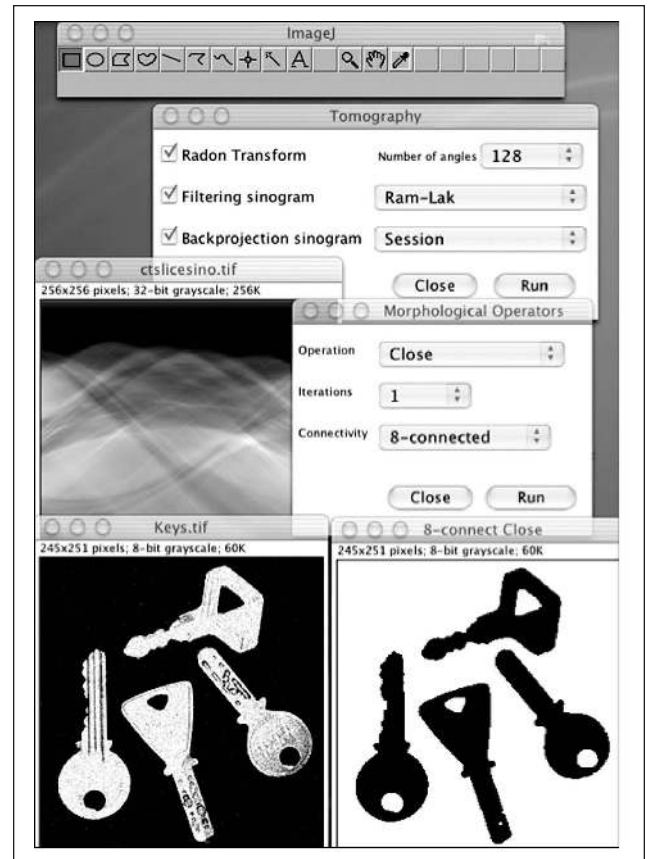 ImageJ
A
Tomography
Radon Transform Number of angles 128
Filtering sinogram Ram-Lak
Backprojection sinogram Session
Close Run
ctslicesino.tif
256x256 pixels; 32-bit grayscale; 256K
Morphological Operators
Operation Close
Iterations 1
Connectivity 8-connected
Close Run
Keys.tif
245x251 pixels; 8-bit grayscale; 60K
8-connect Close
245x251 pixels; 8-bit grayscale; 60K